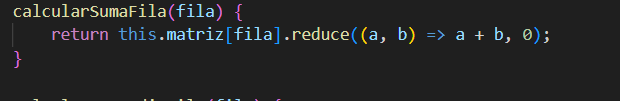 calcularSumaFila(fila) {
    return this.matriz[fila].reduce((a, b) => a + b, 0);
}